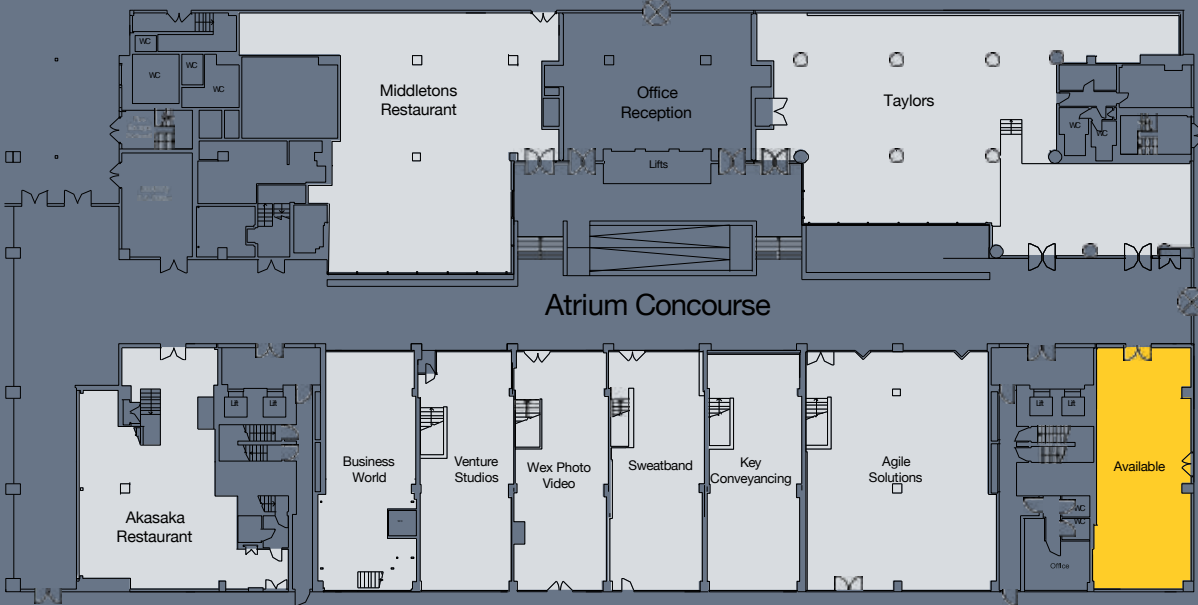 WC
WC
WC
WC
Middletons
Restaurant
Office
Reception
Lifts
Taylors
WC
WC
Atrium Concourse
Lift
Lift
Akasaka
Restaurant
Business
World
Venture
Studios
Wex Photo
Video
Sweatband
Key
Conveyancing
Agile
Solutions
Lift
Lift
WC
WC
Office
Available